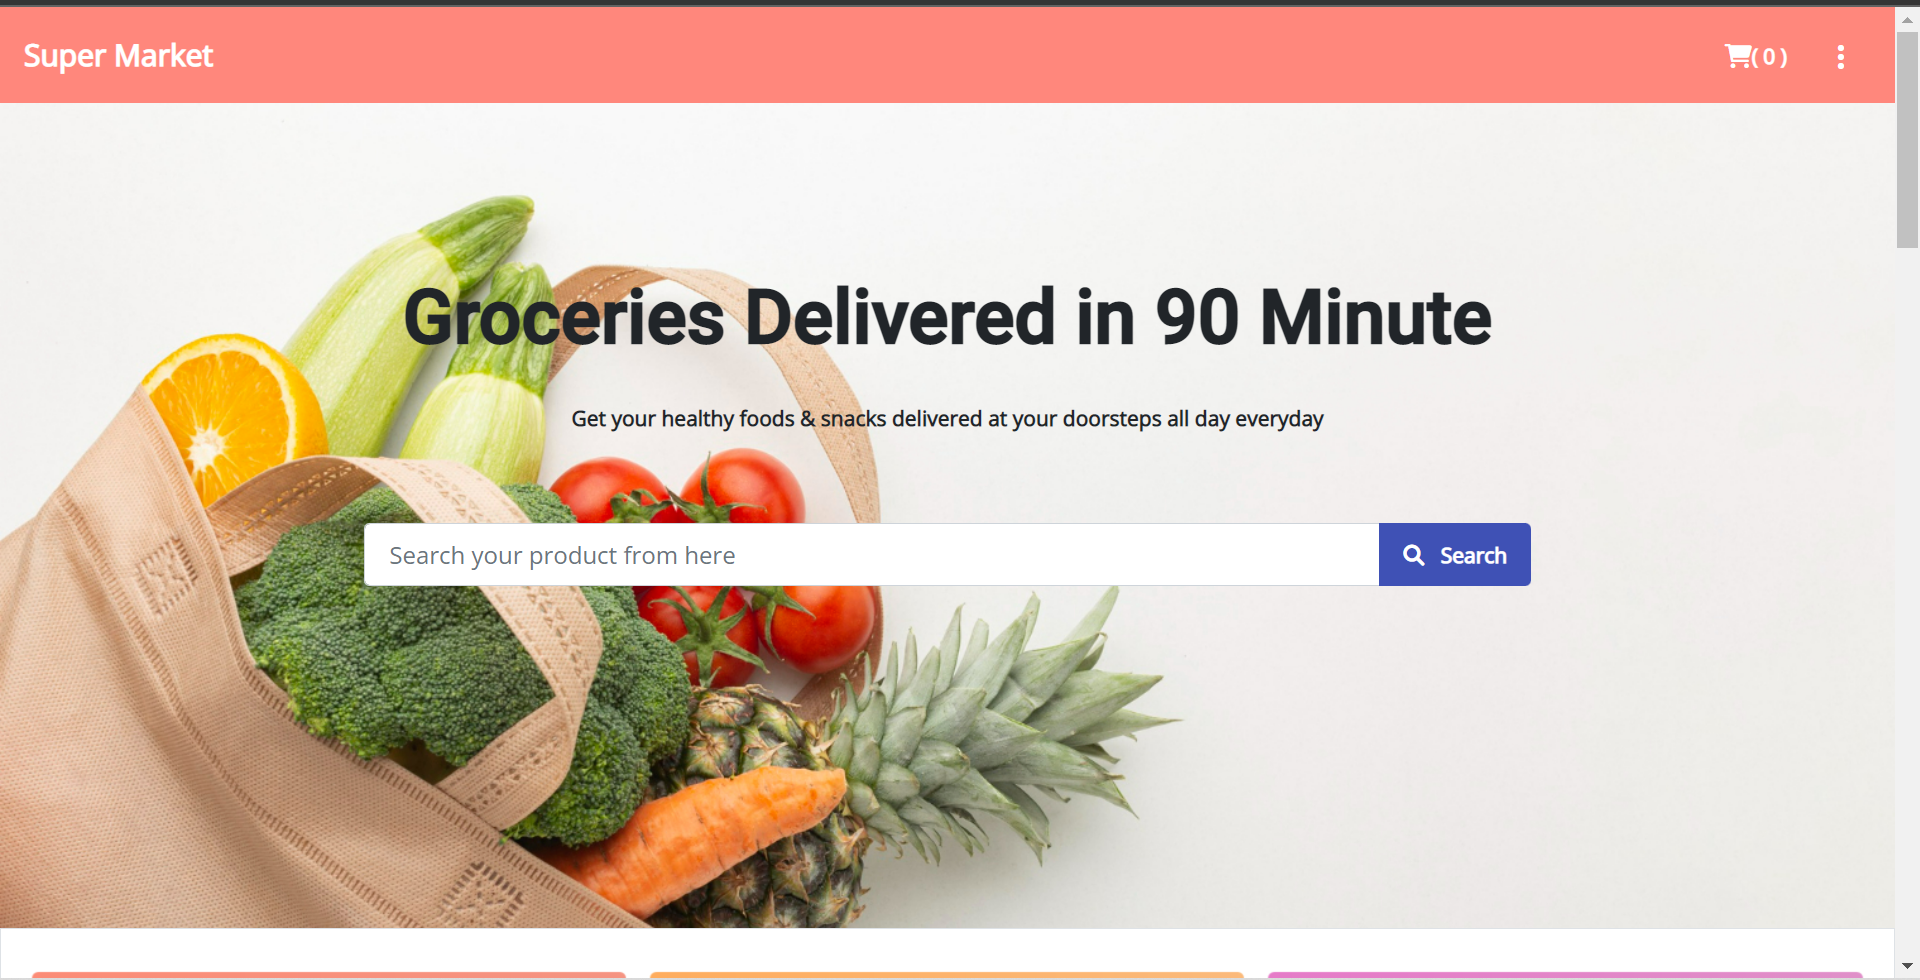 Super Market
( 0 )
Groceries Delivered in 90 Minute
Get your healthy foods & snacks delivered at your doorsteps all day everyday
Search your product from here
Search